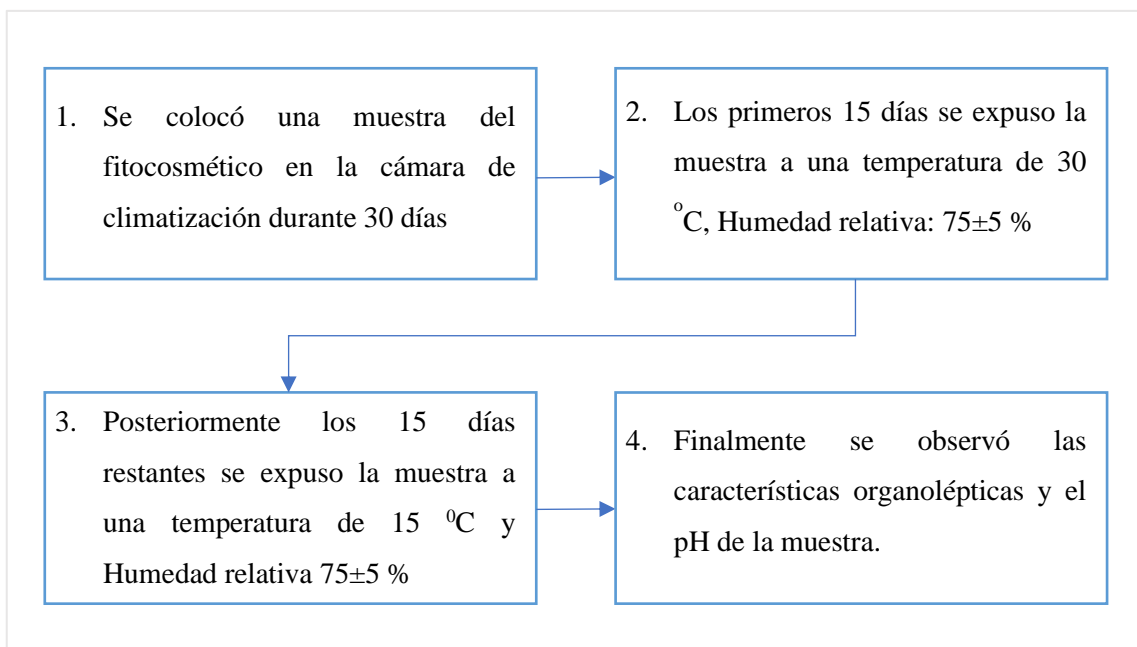 1. Se colocó una muestra del
fitocosmético en la cámara de
climatización durante 30 días
2. Los primeros 15 días se expuso la
muestra a una temperatura de 30
°C, Humedad relativa: 75±5 %
3. Posteriormente los 15 días
restantes se expuso la muestra a
una temperatura de 15 ⁰C y
Humedad relativa 75±5 %
4. Finalmente se observó las
características organolépticas y el
pH de la muestra.